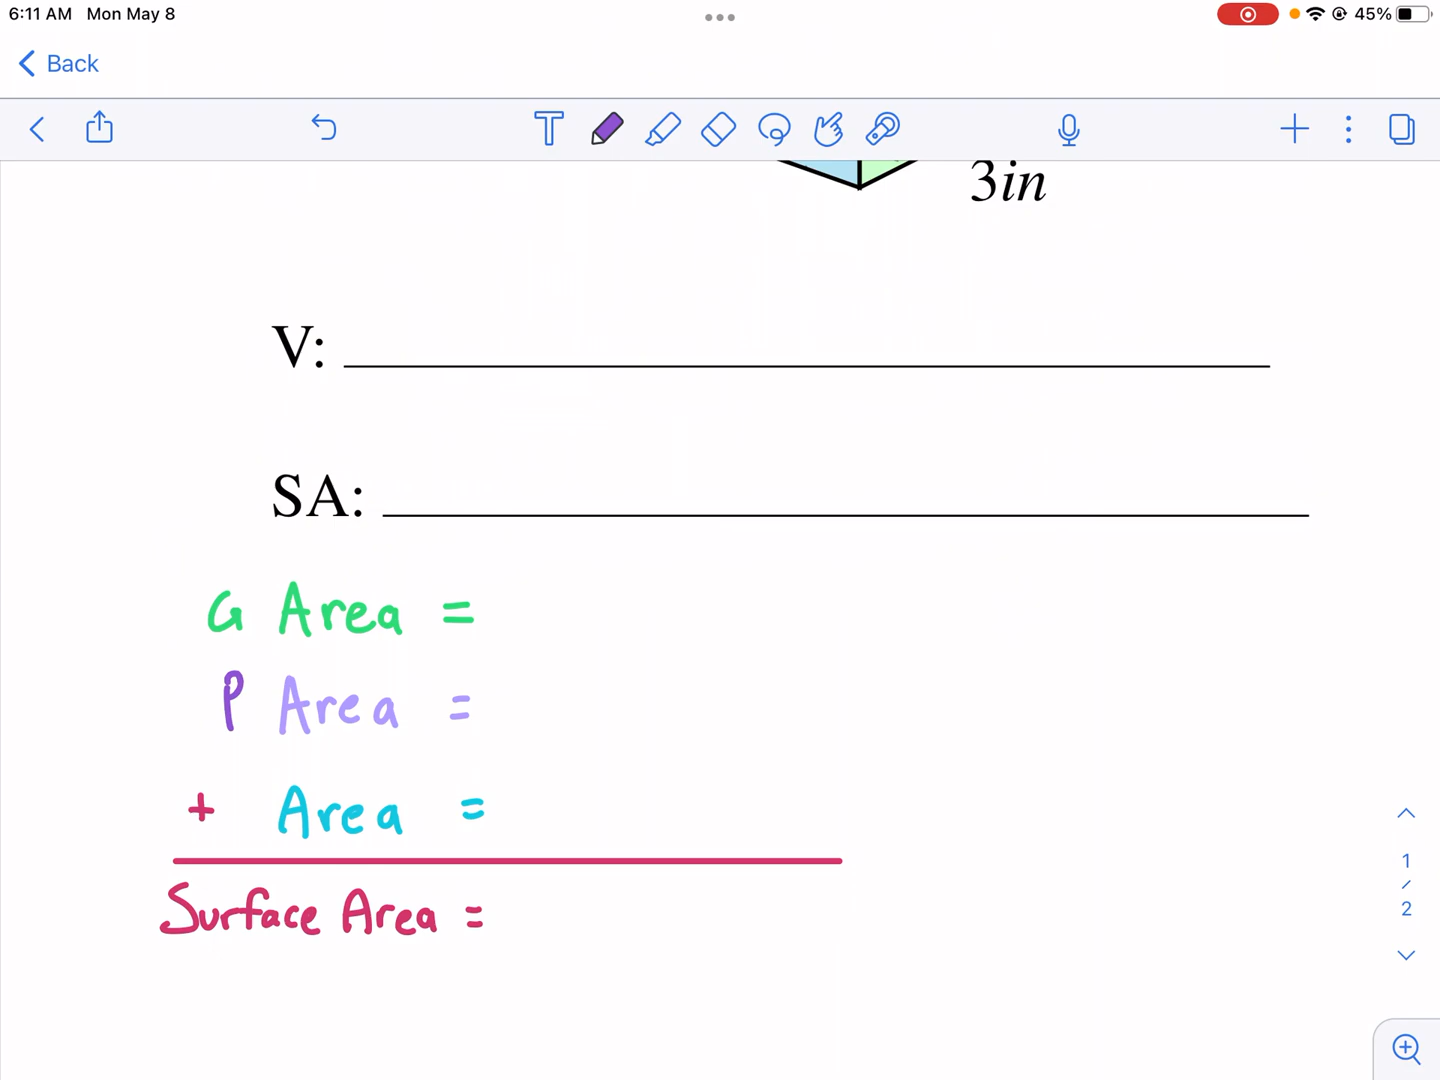 6:11 AM Mon May 8 45%
Back
T
3in
V:
SA:
G Area =
P Area =
+ Area =
Surface Area =
1
/
2